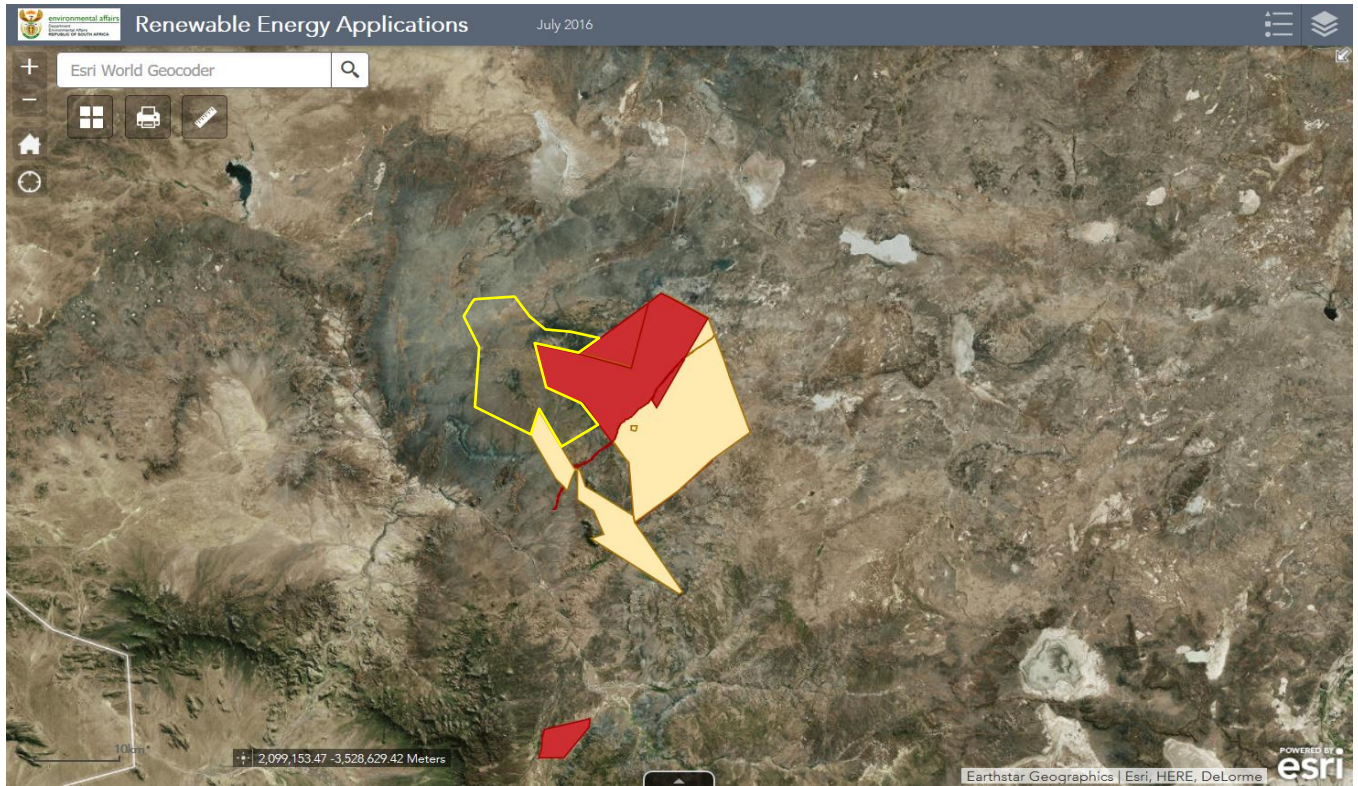 environmental affairs
Department:
Environmental Affairs
REPUBLIC OF SOUTH AFRICA
Renewable Energy Applications
July 2016
+
Esri World Geocoder
−
10km
2,099,153.47 -3,528,629.42 Meters
POWERED BY
esri
Earthstar Geographics | Esri, HERE, DeLorme